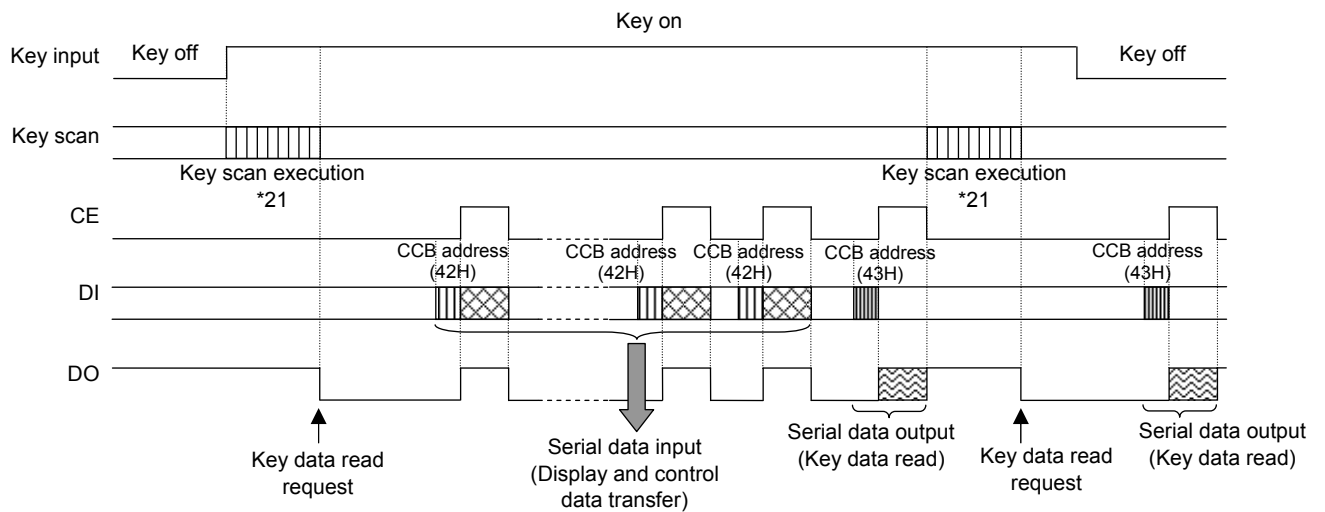 Key on
Key input
Key off
Key off
Key scan
Key scan execution
*21
Key scan execution
*21
CE
CCB address
(42H)
CCB address
(42H)
CCB address
(42H)
CCB address
(43H)
CCB address
(43H)
DI
DO
Key data read
request
Serial data input
(Display and control
data transfer)
Serial data output
(Key data read)
Key data read
request
Serial data output
(Key data read)